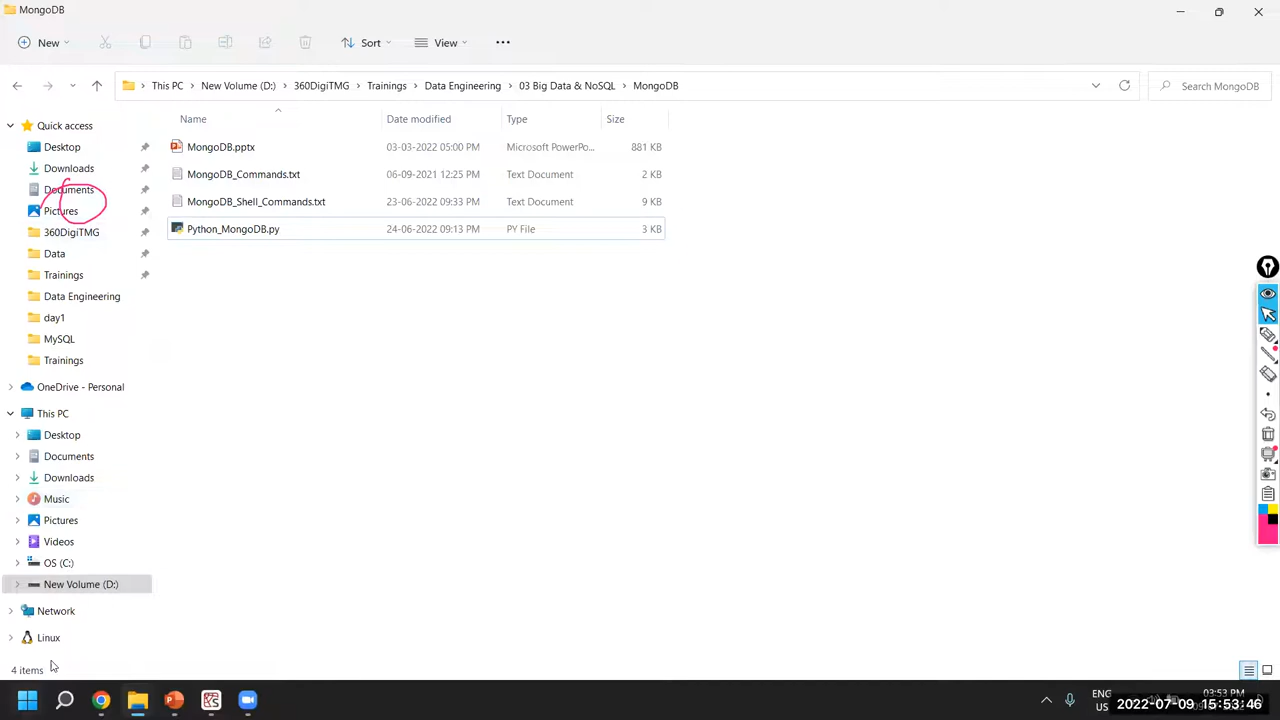 MongoDB
New
Sort
View
This PC
New Volume (D:)
360DigiTMG
Trainings
Data Engineering
03 Big Data & NoSQL
MongoDB
Search MongoDB
Quick access
Desktop
Downloads
Documents
Pictures
360DigiTMG
Data
Trainings
Data Engineering
day1
MySQL
Trainings
OneDrive - Personal
This PC
Desktop
Documents
Downloads
Music
Pictures
Videos
OS (C:)
New Volume (D:)
Network
Linux
Name Date modified Type Size
MongoDB.pptx 03-03-2022 05:00 PM Microsoft PowerPo... 881 KB
MongoDB_Commands.txt 06-09-2021 12:25 PM Text Document 2 KB
MongoDB_Shell_Commands.txt 23-06-2022 09:33 PM Text Document 9 KB
Python_MongoDB.py 24-06-2022 09:13 PM PY File 3 KB
4 items
ENG
US
03:53 PM
2022-07-09 15:53:46